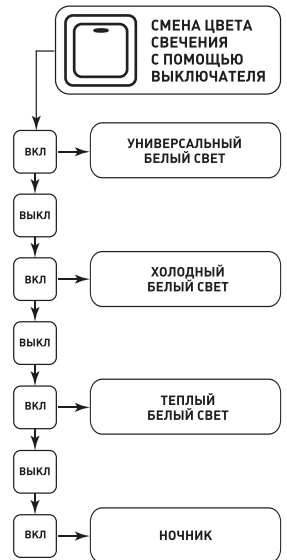 СМЕНА ЦВЕТА
СВЕЧЕНИЯ
С ПОМОЩЬЮ
ВЫКЛЮЧАТЕЛЯ
ВКЛ
УНИВЕРСАЛЬНЫЙ
БЕЛЫЙ СВЕТ
ВЫКЛ
ВКЛ
ХОЛОДНЫЙ
БЕЛЫЙ СВЕТ
ВЫКЛ
ВКЛ
ТЕПЛЫЙ
БЕЛЫЙ СВЕТ
ВЫКЛ
ВКЛ
НОЧНИК